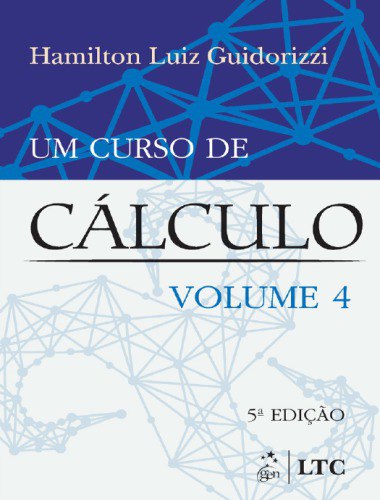 Hamilton Luiz Guidorizzi
UM CURSO DE
CÁLCULO
VOLUME 4
5ª EDIÇÃO
gen
LTC